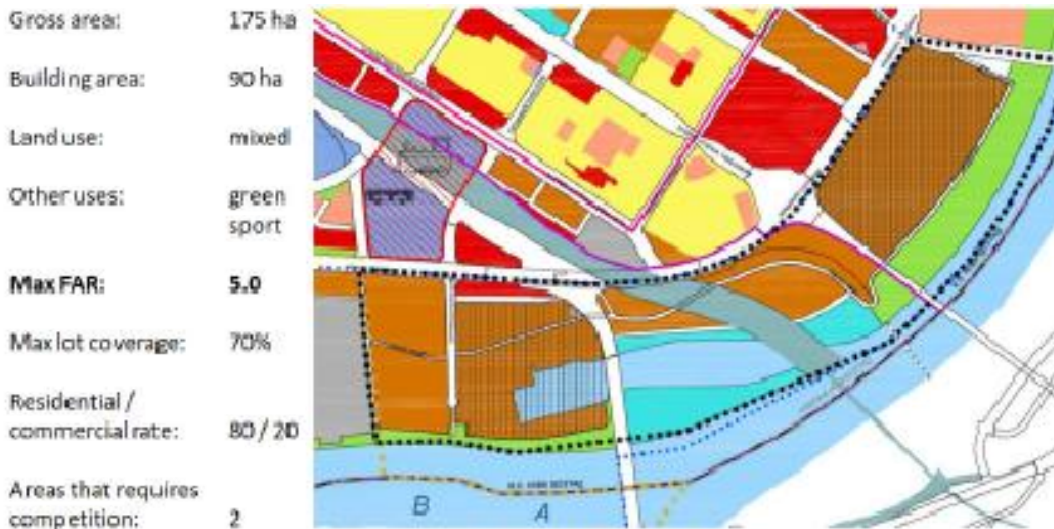 Gross area: 175 ha
Building area: 90 ha
Land use: mixed
Other uses: green
sport
Max FAR: 5.0
Max lot coverage: 70%
Residential /
commercial rate: 80 / 20
Areas that requires
competition: 2
B A